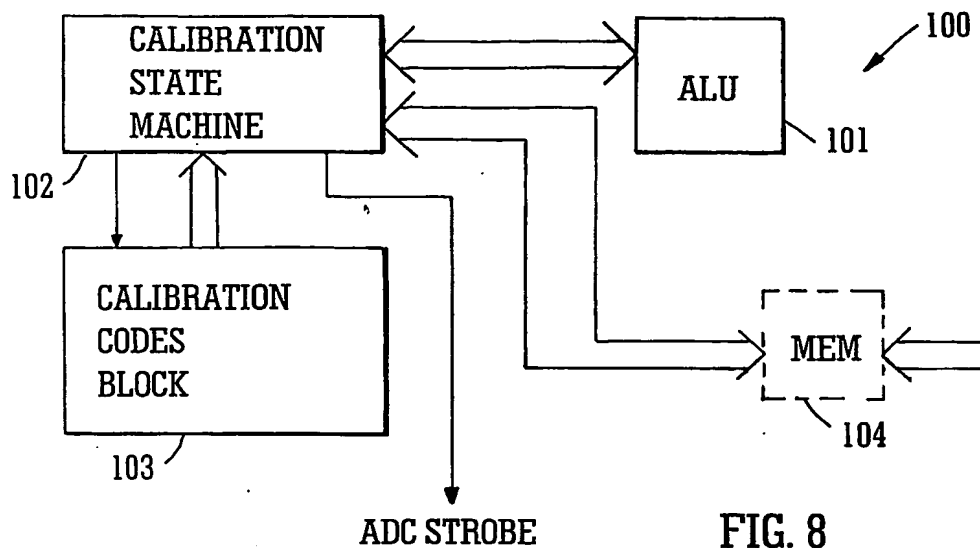 CALIBRATION
STATE
MACHINE
102
ALU
101
100
CALIBRATION
CODES
BLOCK
103
MEM
104
ADC STROBE
FIG. 8